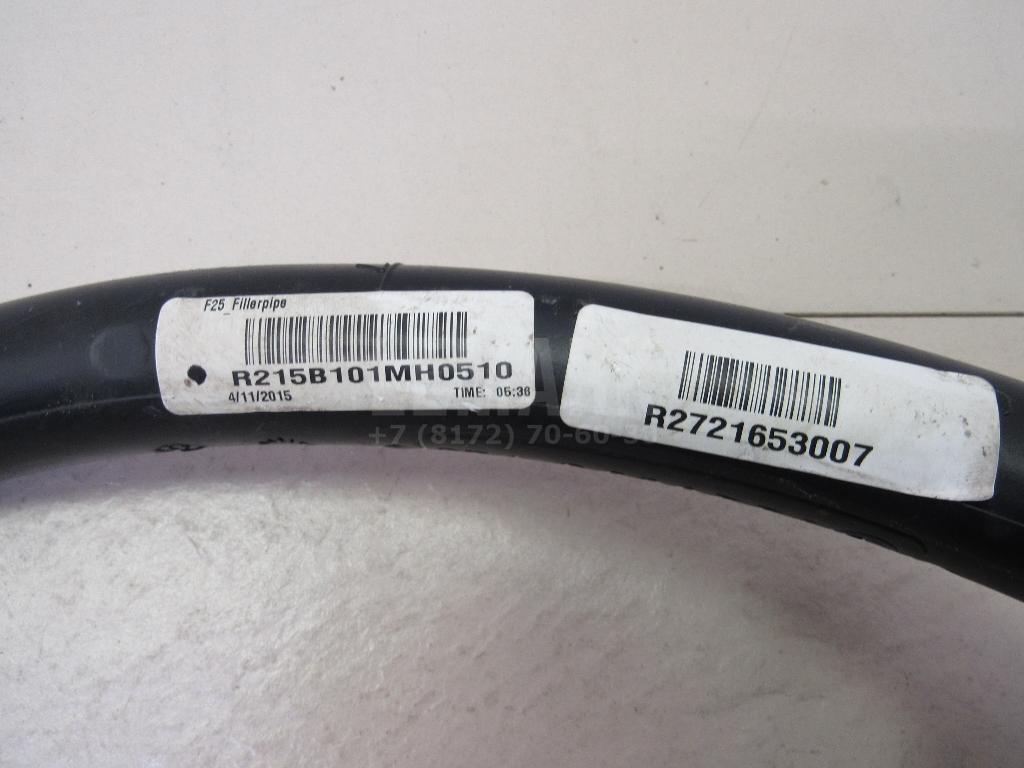 F25_Fillerpipe
R215B101MH0510
4/11/2015 TIME: 05:36
R2721653007